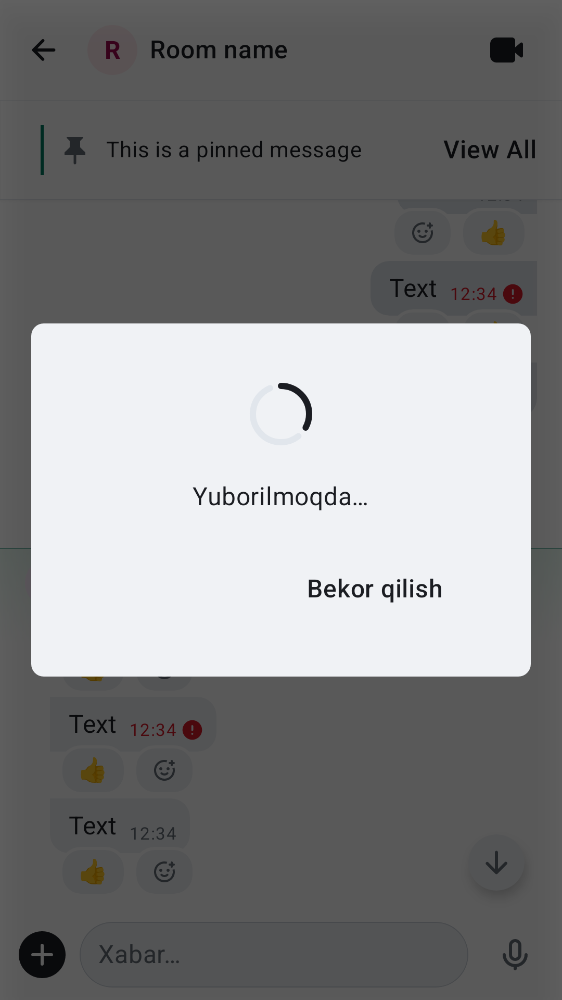 R Room name
This is a pinned message View All
Text 12:34
Yuborilmoqda...
Bekor qilish
Text 12:34
Text 12:34
Xabar...